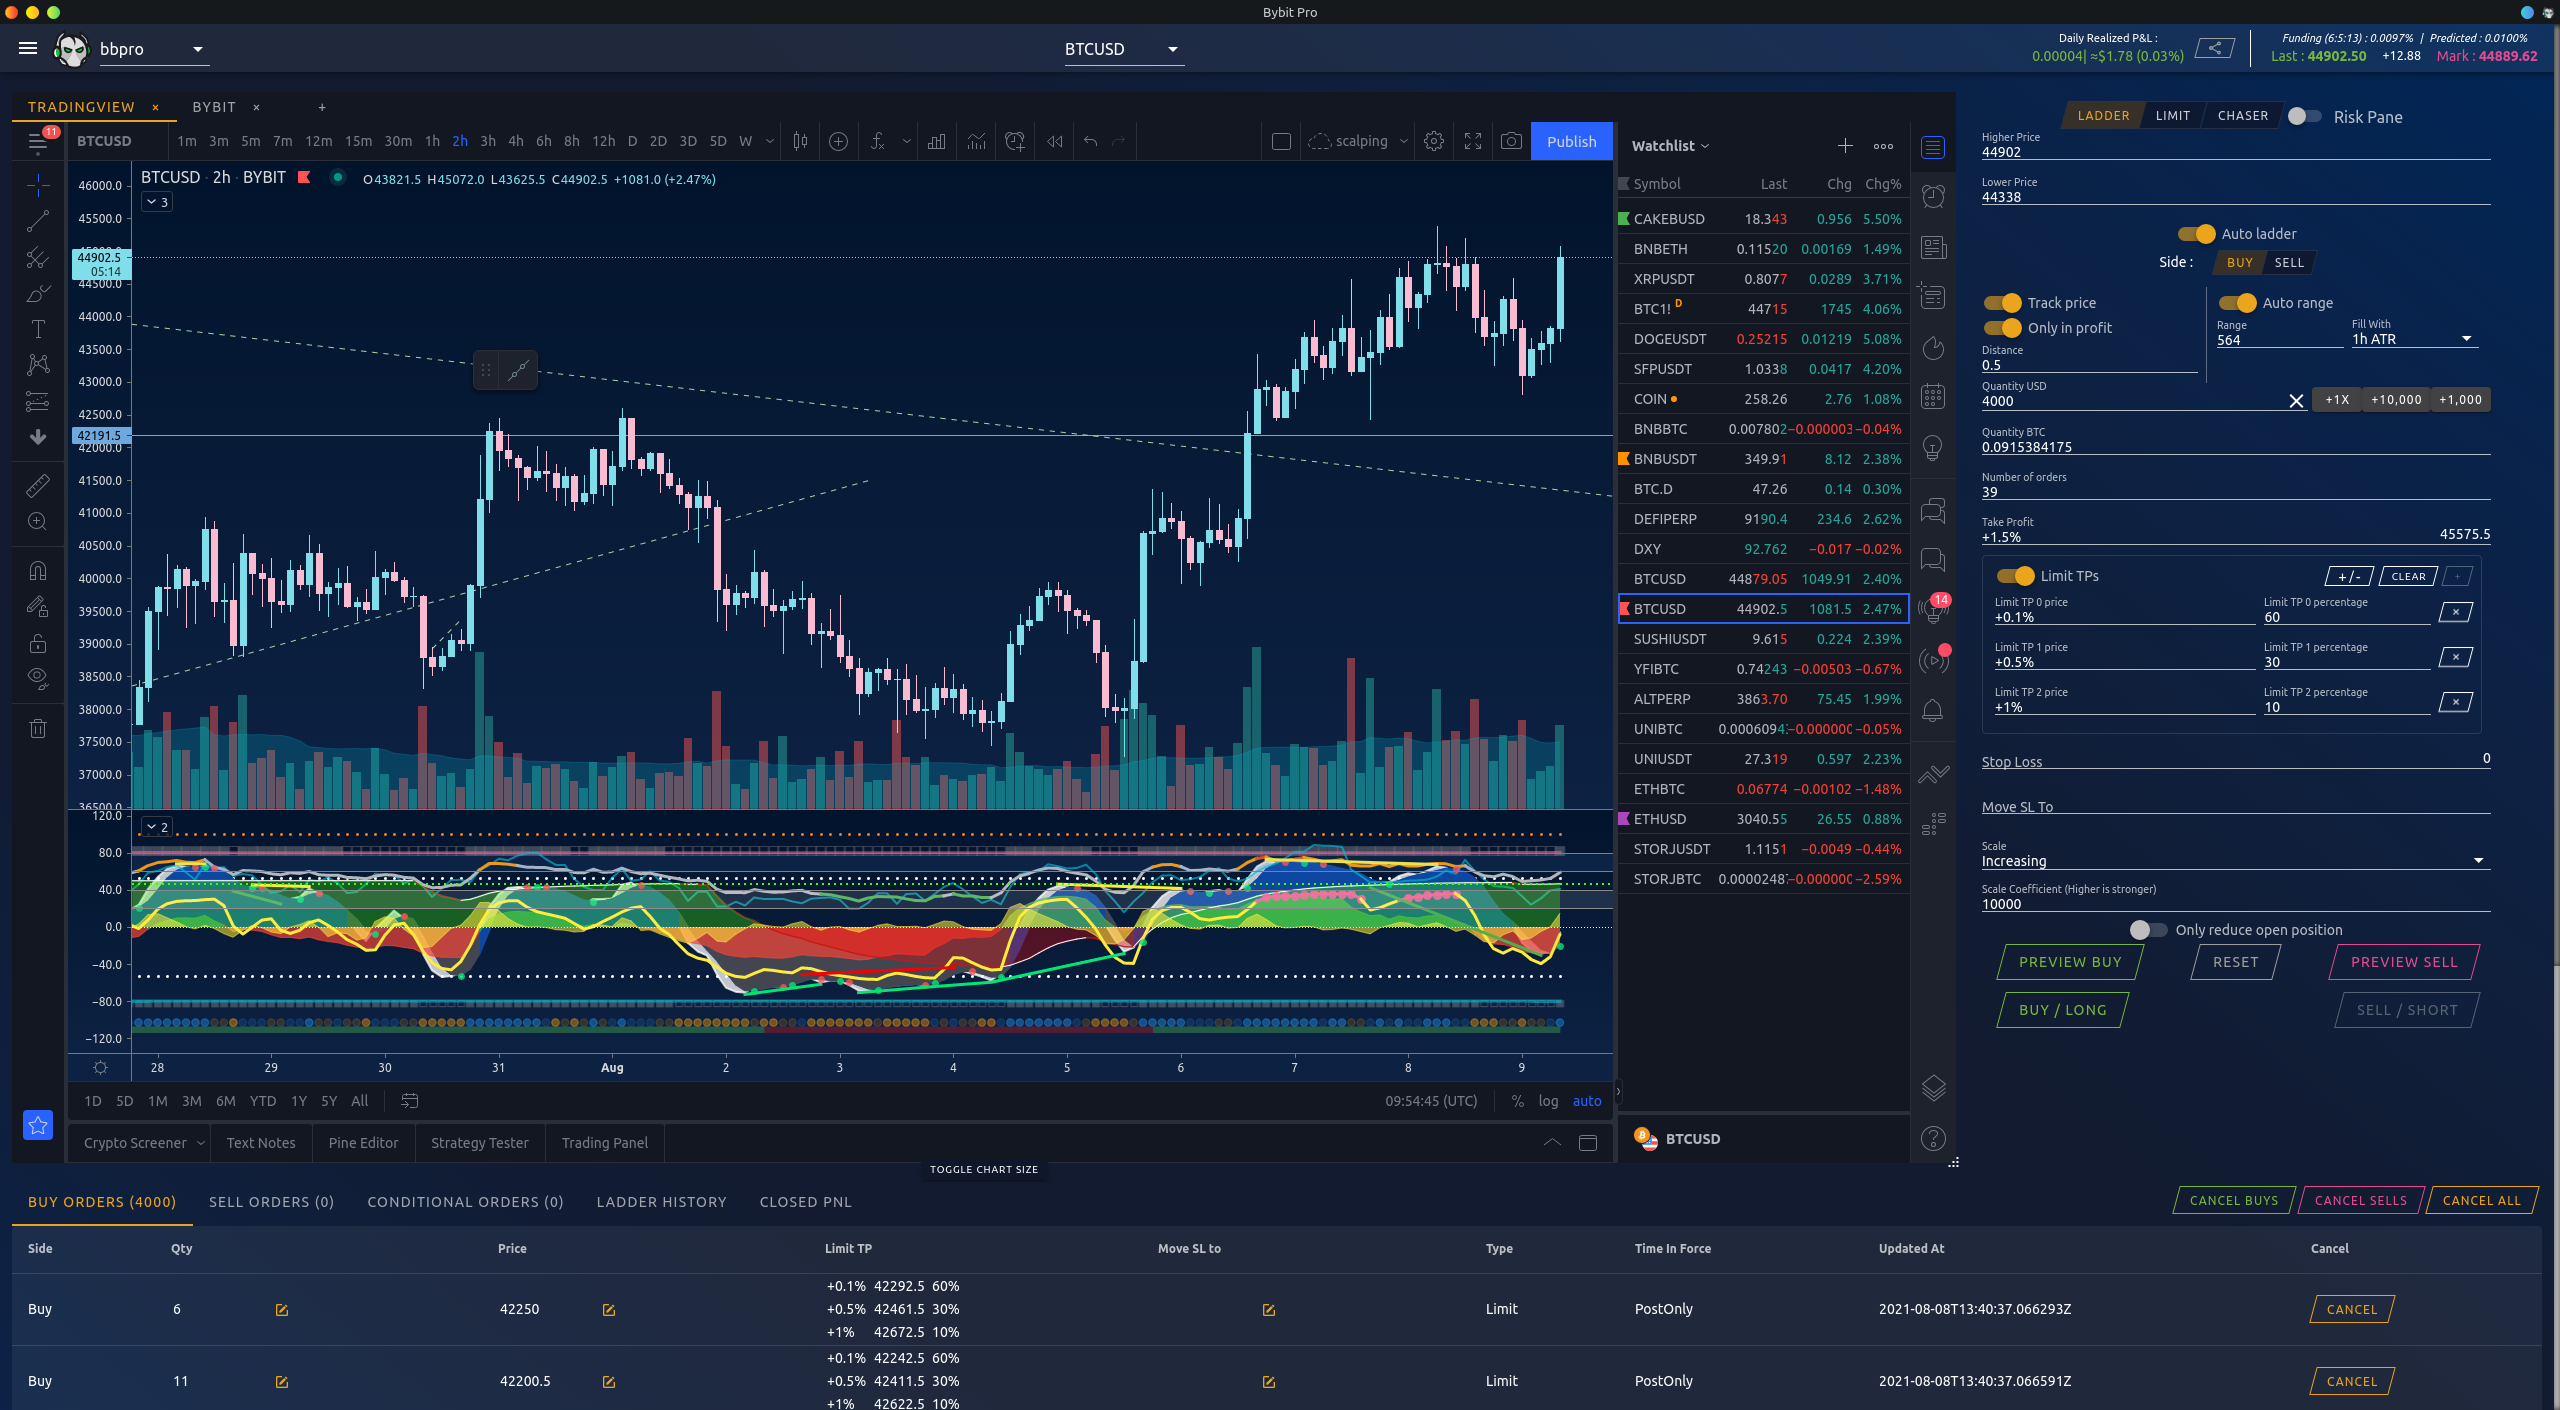 Bybit Pro
bbpro
BTCUSD
Daily Realized P&L :
0.00004| ≈$1.78 (0.03%)
Funding (6:5:13) : 0.0097% / Predicted : 0.0100%
Last : 44902.50 +12.88 Mark : 44889.62
TRADINGVIEW ×
BYBIT ×
+
11
BTCUSD
1m 3m 5m 7m 12m 15m 30m 1h 2h 3h 4h 6h 8h 12h D 2D 3D 5D W
scalping
Publish
BTCUSD · 2h · BYBIT
O43821.5 H45072.0 L43625.5 C44902.5 +1081.0 (+2.47%)
3
46000.0
45500.0
44902.5
05:14
44500.0
44000.0
43500.0
43000.0
42500.0
42191.5
42000.0
41500.0
41000.0
40500.0
40000.0
39500.0
39000.0
38500.0
38000.0
37500.0
37000.0
36500.0
120.0
2
80.0
40.0
0.0
−40.0
−80.0
−120.0
28 29 30 31 Aug 2 3 4 5 6 7 8 9
1D 5D 1M 3M 6M YTD 1Y 5Y All
09:54:45 (UTC) % log auto
Crypto Screener
Text Notes
Pine Editor
Strategy Tester
Trading Panel
TOGGLE CHART SIZE
Watchlist
Symbol Last Chg Chg%
CAKEBUSD 18.343 0.956 5.50%
BNBETH 0.11520 0.00169 1.49%
XRPUSDT 0.8077 0.0289 3.71%
BTC1! D 44715 1745 4.06%
DOGEUSDT 0.25215 0.01219 5.08%
SFPUSDT 1.0338 0.0417 4.20%
COIN 258.26 2.76 1.08%
BNBBTC 0.007802 −0.000003 −0.04%
BNBUSDT 349.91 8.12 2.38%
BTC.D 47.26 0.14 0.30%
DEFIPERP 9190.4 234.6 2.62%
DXY 92.762 −0.017 −0.02%
BTCUSD 44879.05 1049.91 2.40%
BTCUSD 44902.5 1081.5 2.47%
SUSHIUSDT 9.615 0.224 2.39%
YFIBTC 0.74243 −0.00503 −0.67%
ALTPERP 3863.70 75.45 1.99%
UNIBTC 0.0006094 −0.00000 −0.05%
UNIUSDT 27.319 0.597 2.23%
ETHBTC 0.06774 −0.00102 −1.48%
ETHUSD 3040.55 26.55 0.88%
STORJUSDT 1.1151 −0.0049 −0.44%
STORJBTC 0.0000248 −0.00000 −2.59%
BTCUSD
14
LADDER LIMIT CHASER Risk Pane
Higher Price
44902
Lower Price
44338
Auto ladder
Side : BUY SELL
Track price
Auto range
Only in profit
Range
564
Fill With
1h ATR
Distance
0.5
Quantity USD
4000
+1X +10,000 +1,000
Quantity BTC
0.0915384175
Number of orders
39
Take Profit
+1.5%
45575.5
Limit TPs
+/- CLEAR +
Limit TP 0 price
+0.1%
Limit TP 0 percentage
60
×
Limit TP 1 price
+0.5%
Limit TP 1 percentage
30
×
Limit TP 2 price
+1%
Limit TP 2 percentage
10
×
Stop Loss
0
Move SL To
Scale
Increasing
Scale Coefficient (Higher is stronger)
10000
Only reduce open position
PREVIEW BUY RESET PREVIEW SELL
BUY / LONG SELL / SHORT
BUY ORDERS (4000) SELL ORDERS (0) CONDITIONAL ORDERS (0) LADDER HISTORY CLOSED PNL
CANCEL BUYS CANCEL SELLS CANCEL ALL
Side Qty Price Limit TP Move SL to Type Time In Force Updated At Cancel
+0.1% 42292.5 60%
Buy 6 42250 +0.5% 42461.5 30% Limit PostOnly 2021-08-08T13:40:37.066293Z CANCEL
+1% 42672.5 10%
+0.1% 42242.5 60%
Buy 11 42200.5 +0.5% 42411.5 30% Limit PostOnly 2021-08-08T13:40:37.066591Z CANCEL
+1% 42622.5 10%